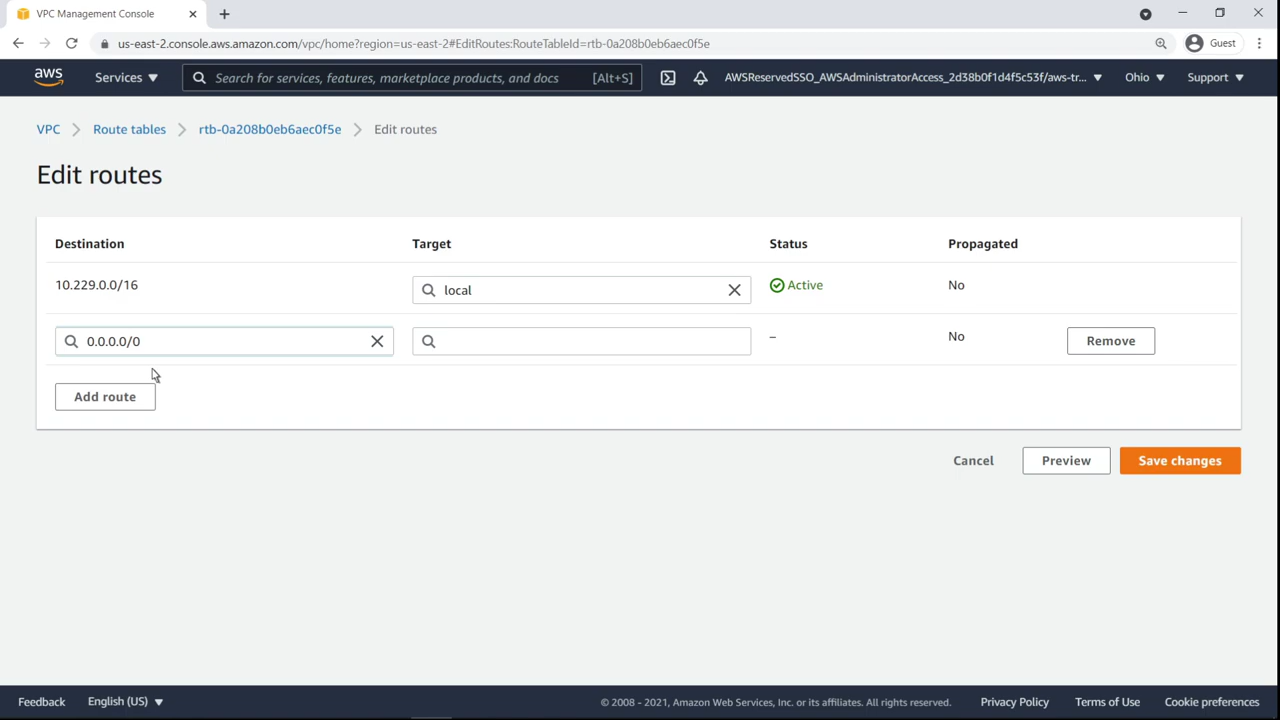 VPC Management Console
us-east-2.console.aws.amazon.com/vpc/home?region=us-east-2#EditRoutes:RouteTableId=rtb-0a208b0eb6aec0f5e
Guest
aws
Services
Search for services, features, marketplace products, and docs
[Alt+S]
AWSReservedSSO_AWSAdministratorAccess_2d38b0f1d4f5c53f/aws-tr...
Ohio
Support
VPC
Route tables
rtb-0a208b0eb6aec0f5e
Edit routes
Edit routes
Destination
Target
Status
Propagated
10.229.0.0/16
local
Active
No
0.0.0.0/0
–
No
Remove
Add route
Cancel
Preview
Save changes
Feedback
English (US)
© 2008 - 2021, Amazon Web Services, Inc. or its affiliates. All rights reserved.
Privacy Policy
Terms of Use
Cookie preferences